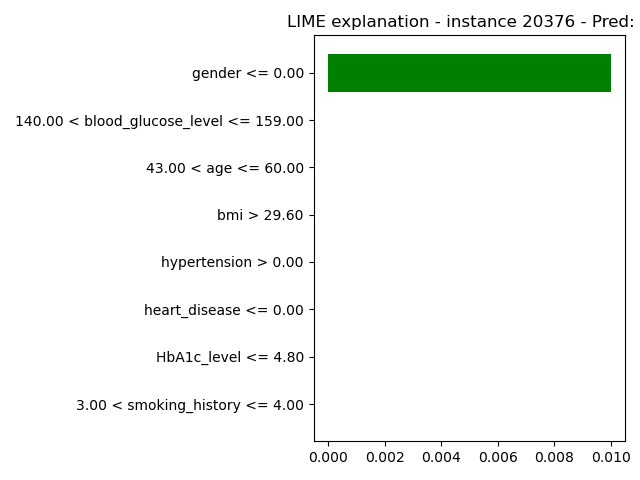 LIME explanation - instance 20376 - Pred:
gender <= 0.00
140.00 < blood_glucose_level <= 159.00
43.00 < age <= 60.00
bmi > 29.60
hypertension > 0.00
heart_disease <= 0.00
HbA1c_level <= 4.80
3.00 < smoking_history <= 4.00
0.000 0.002 0.004 0.006 0.008 0.010